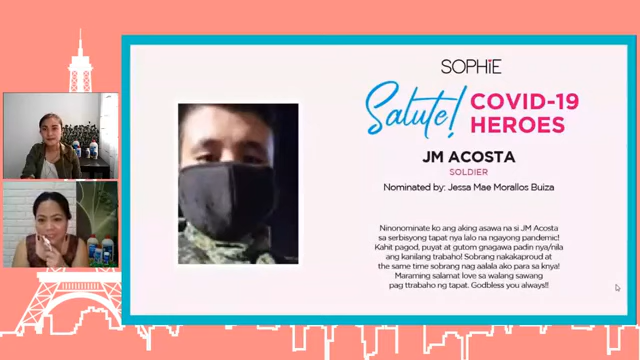 SOPHIE
Salute! COVID-19
HEROES
JM ACOSTA
SOLDIER
Nominated by: Jessa Mae Morallos Buiza
Ninonominate ko ang aking asawa na si JM Acosta
sa serbisyong tapat nya lalo na ngayong pandemic!
Kahit pagod, puyat at gutom gnagawa padin nya/nila
ang kanilang trabaho! Sobrang nakakaproud at
the same time sobrang nag aalala ako para sa knya!
Maraming salamat love sa walang sawang
pag ttrabaho ng tapat. Godbless you always!!